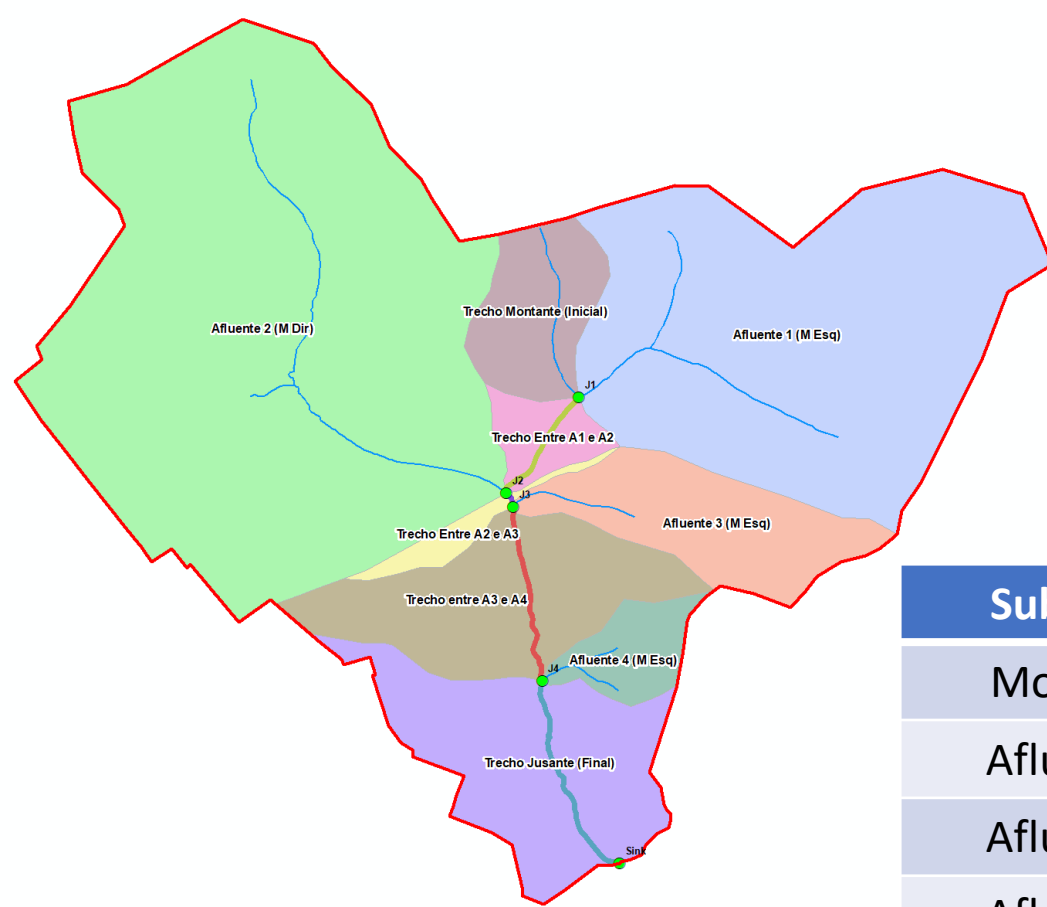 Trecho Montante (Inicial)
Afluente 2 (M Dir)
Afluente 1 (M Esq)
J1
Trecho Entre A1 e A2
J2
J3
Afluente 3 (M Esq)
Trecho Entre A2 e A3
Trecho entre A3 e A4
Afluente 4 (M Esq)
J4
Trecho Jusante (Final)
Sink
Sul
Mo
Aflu
Aflu